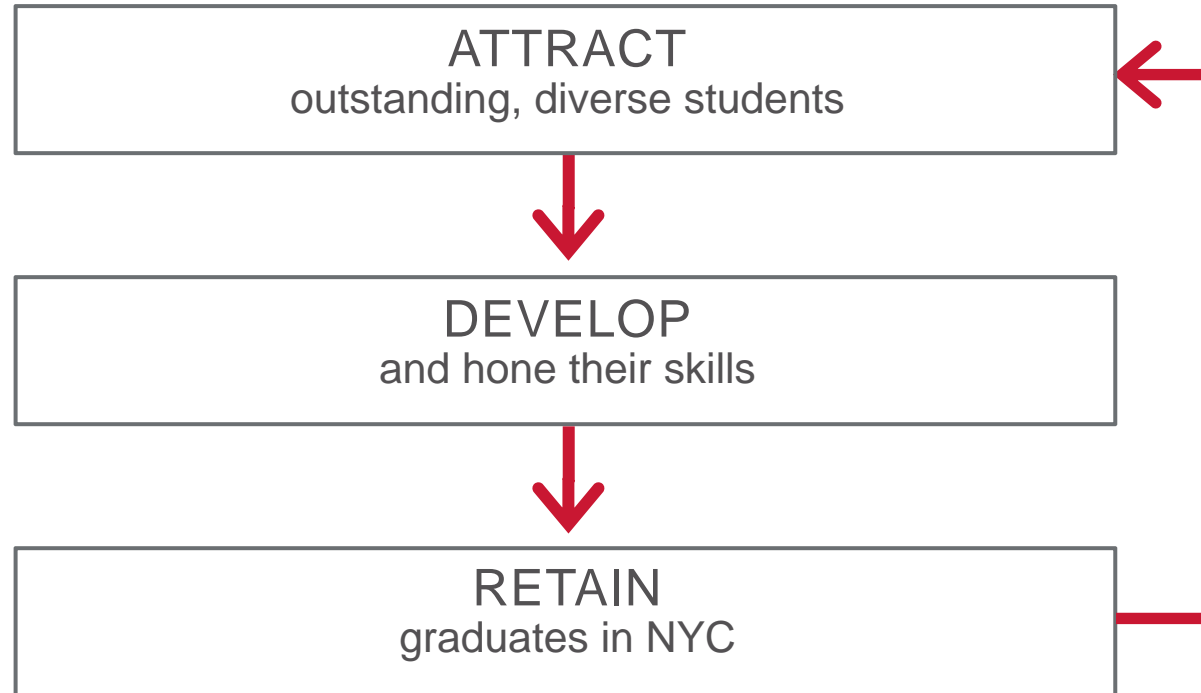 ATTRACT
outstanding, diverse students
DEVELOP
and hone their skills
RETAIN
graduates in NYC